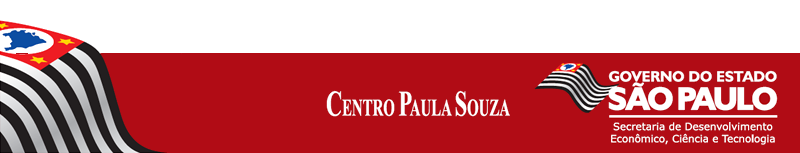 CENTRO PAULA SOUZA
GOVERNO DO ESTADO
SÃO PAULO
Secretaria de Desenvolvimento
Econômico, Ciência e Tecnologia